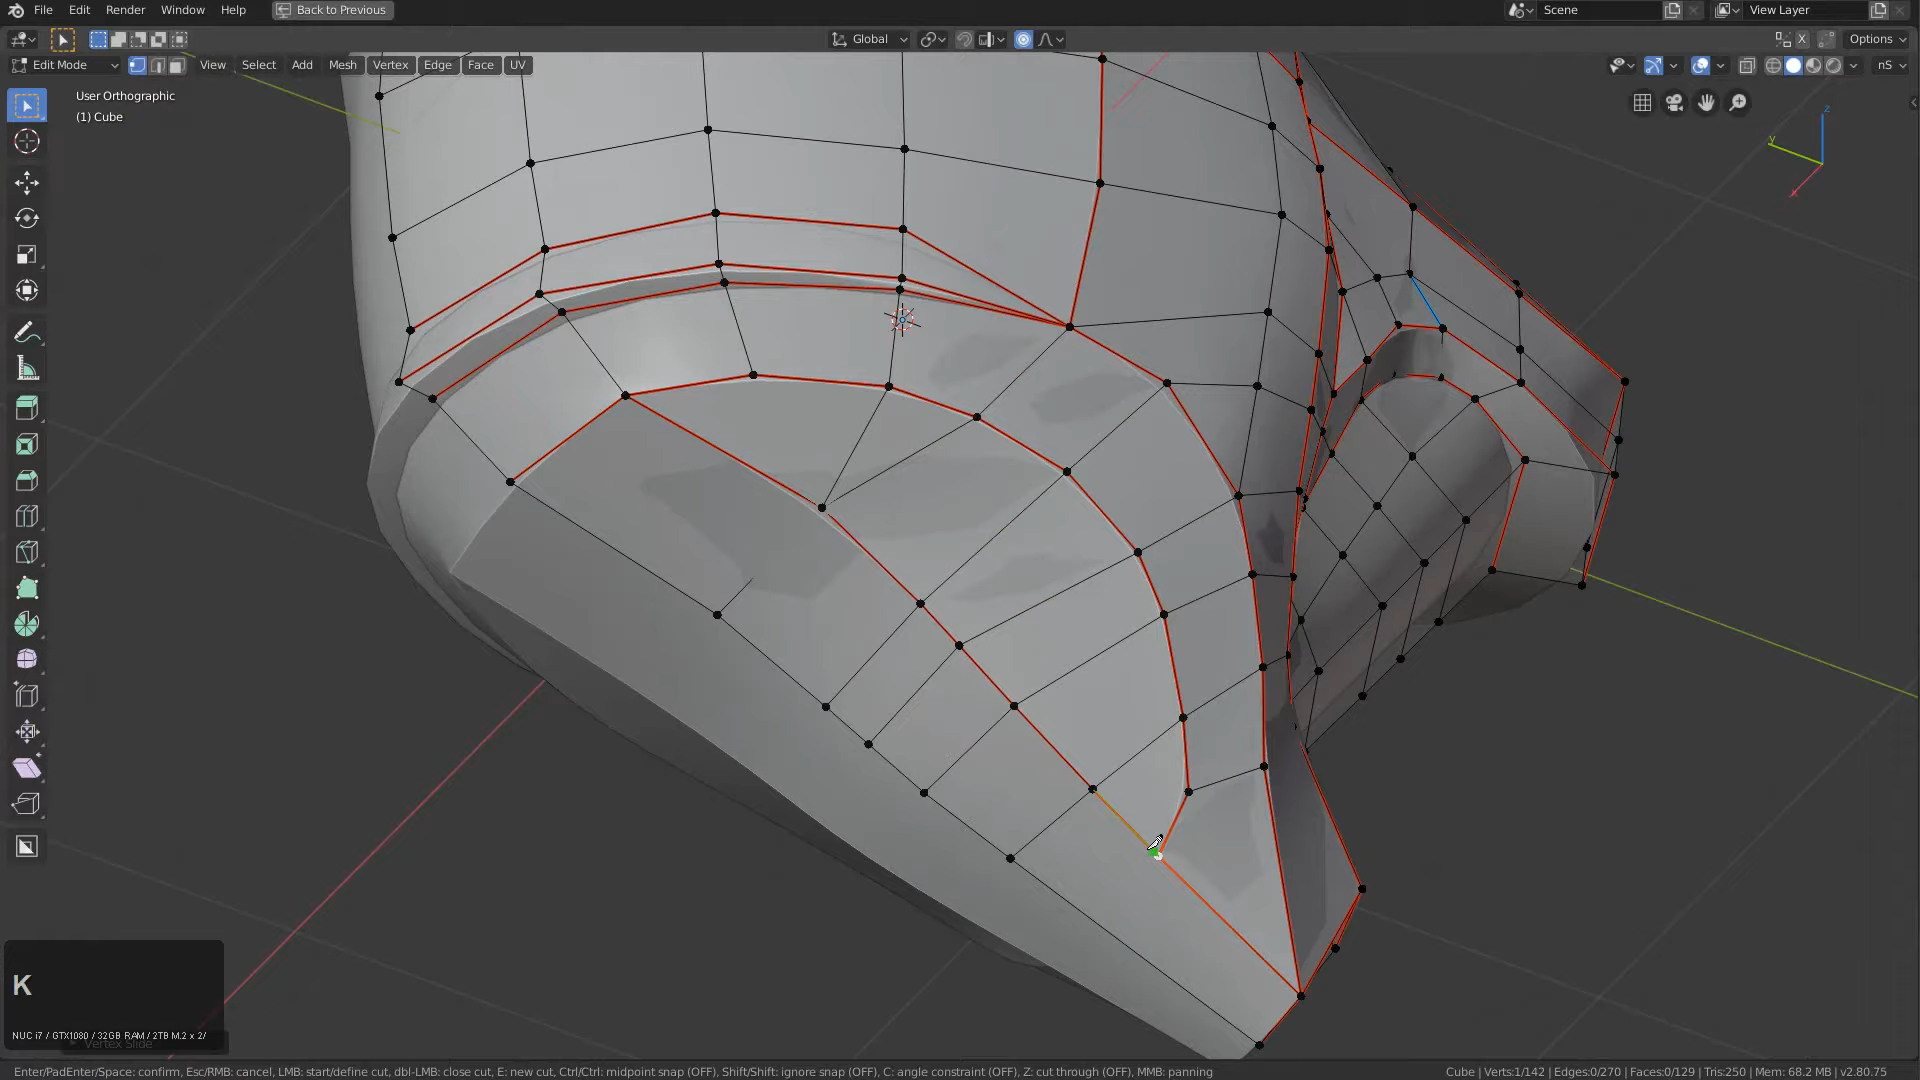 File Edit Render Window Help Back to Previous Scene View Layer
Global Options
Edit Mode View Select Add Mesh Vertex Edge Face UV nS
User Orthographic
(1) Cube
Z
Y
X
K
NUC i7 / GTX1080 / 32GB RAM / 2TB M.2 x 2/
Vertex Slide
Enter/PadEnter/Space: confirm, Esc/RMB: cancel, LMB: start/define cut, dbl-LMB: close cut, E: new cut, Ctrl/Ctrl: midpoint snap (OFF), Shift/Shift: ignore snap (OFF), C: angle constraint (OFF), Z: cut through (OFF), MMB: panning Cube | Verts:1/142 | Edges:0/270 | Faces:0/129 | Tris:250 | Mem: 68.2 MB | v2.80.75